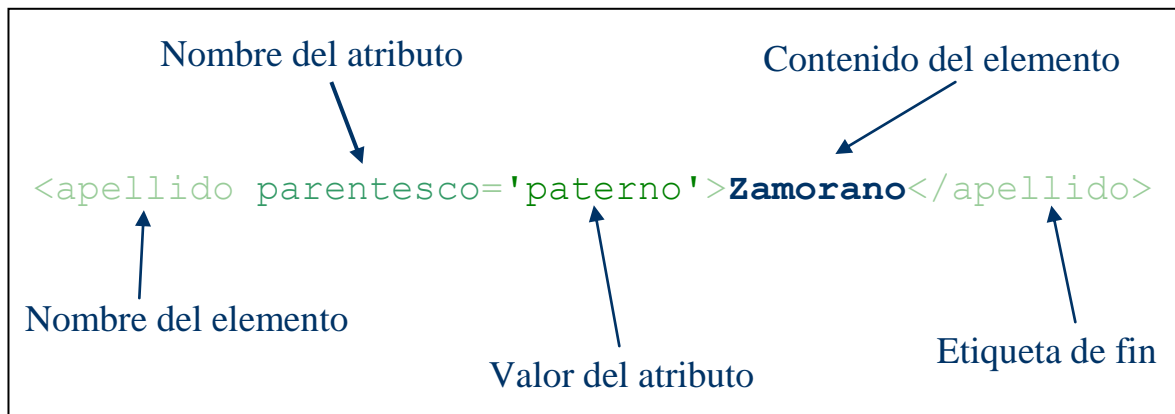 Nombre del atributo
Contenido del elemento
<apellido parentesco='paterno'>Zamorano</apellido>
Nombre del elemento
Valor del atributo
Etiqueta de fin